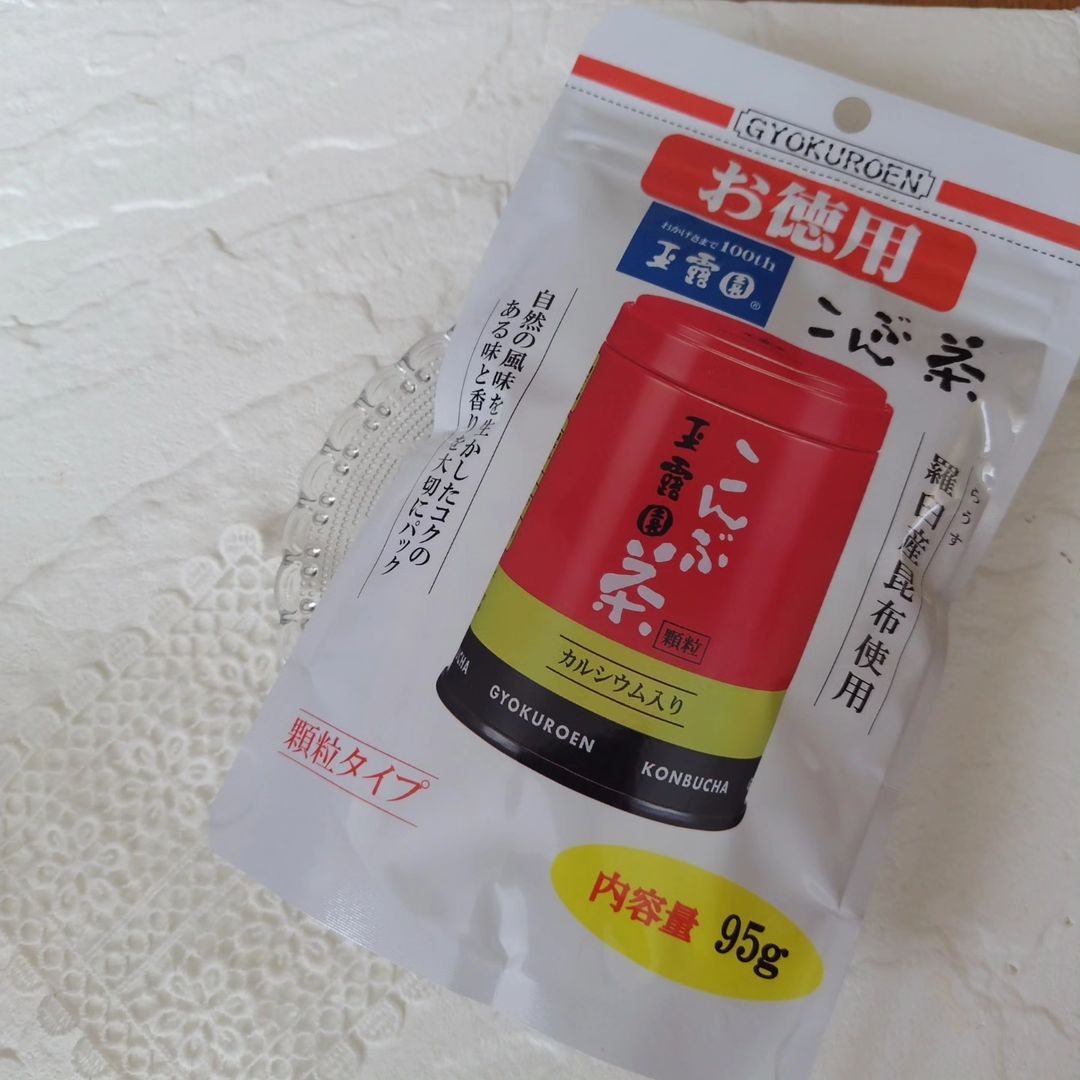 GYOKUROEN
お徳用
おかげさまで100th
玉露園®
こんぶ茶
羅臼産昆布使用
らうす
自然の風味を生かしたコクの
ある味と香りを大切にパック
こんぶ茶
玉露園
顆粒
カルシウム入り
CHA
GYOKUROEN
KONBUCHA
顆粒タイプ
内容量 95g